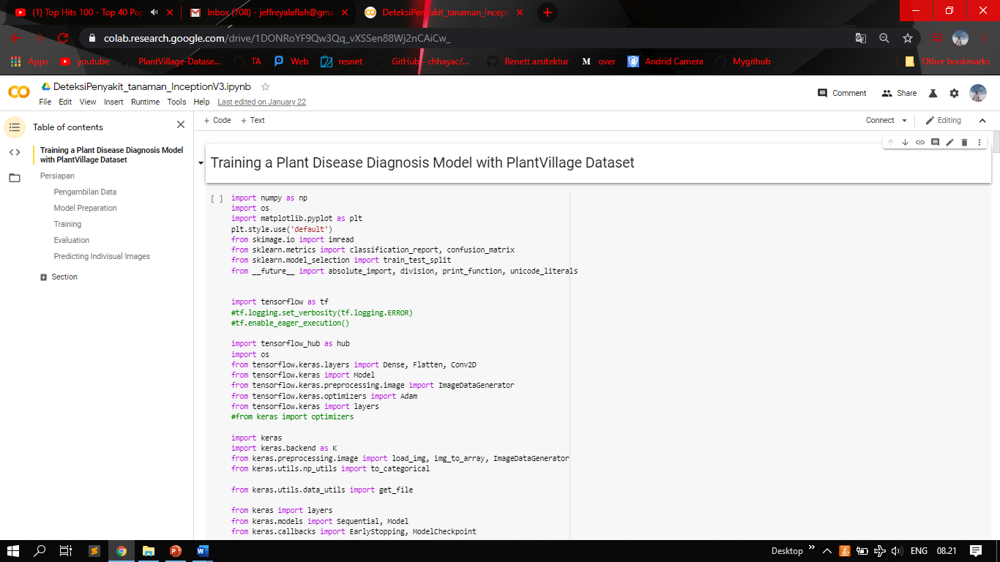 (1) Top Hits 100 - Top 40 Pop
Inbox (708) - jeffreyalaflah@gma
DeteksiPenyakit_tanaman_Incepti
colab.research.google.com/drive/1DONRoYF9Qw3Qq_vXSSen88Wj2nCAiCw_
Apps youtube PlantVillage-Datase... TA Web resnet GitHub - chhayac/... Renett arsitektur M over Andrid Camera Mygithub Other bookmarks
DeteksiPenyakit_tanaman_InceptionV3.ipynb
File Edit View Insert Runtime Tools Help Last edited on January 22
Comment Share
Table of contents
+ Code + Text
Connect Editing
Training a Plant Disease Diagnosis Model
with PlantVillage Dataset
Persiapan
Pengambilan Data
Model Preparation
Training
Evaluation
Predicting Indivisual Images
Section
Training a Plant Disease Diagnosis Model with PlantVillage Dataset
[ ] import numpy as np
import os
import matplotlib.pyplot as plt
plt.style.use('default')
from skimage.io import imread
from sklearn.metrics import classification_report, confusion_matrix
from sklearn.model_selection import train_test_split
from __future__ import absolute_import, division, print_function, unicode_literals
import tensorflow as tf
#tf.logging.set_verbosity(tf.logging.ERROR)
#tf.enable_eager_execution()
import tensorflow_hub as hub
import os
from tensorflow.keras.layers import Dense, Flatten, Conv2D
from tensorflow.keras import Model
from tensorflow.keras.preprocessing.image import ImageDataGenerator
from tensorflow.keras.optimizers import Adam
from tensorflow.keras import layers
#from keras import optimizers
import keras
import keras.backend as K
from keras.preprocessing.image import load_img, img_to_array, ImageDataGenerator
from keras.utils.np_utils import to_categorical
from keras.utils.data_utils import get_file
from keras import layers
from keras.models import Sequential, Model
from keras.callbacks import EarlyStopping, ModelCheckpoint
Desktop ENG 08.21